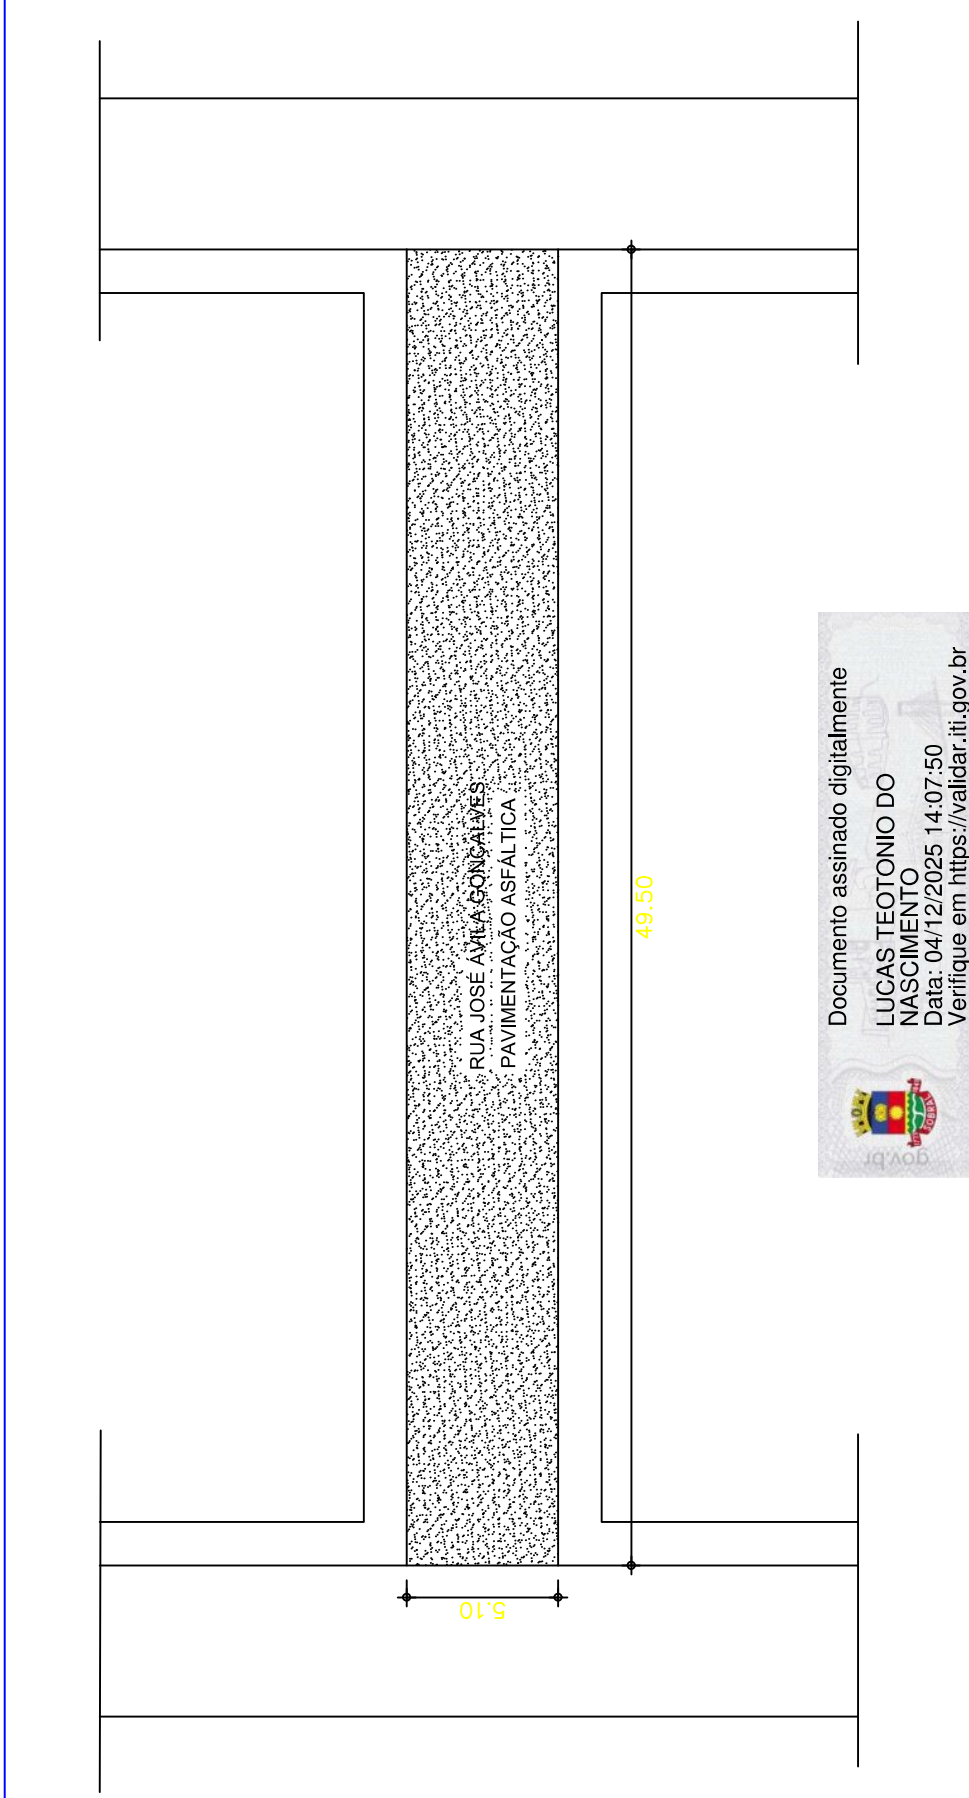 RUA JOSÉ ÁVILA GONÇALVES
PAVIMENTAÇÃO ASFÁLTICA
49.50
5.10
Documento assinado digitalmente
LUCAS TEOTONIO DO
NASCIMENTO
Data: 04/12/2025 14:07:50
Verifique em https://validar.iti.gov.br
gov.br
SOBRAL